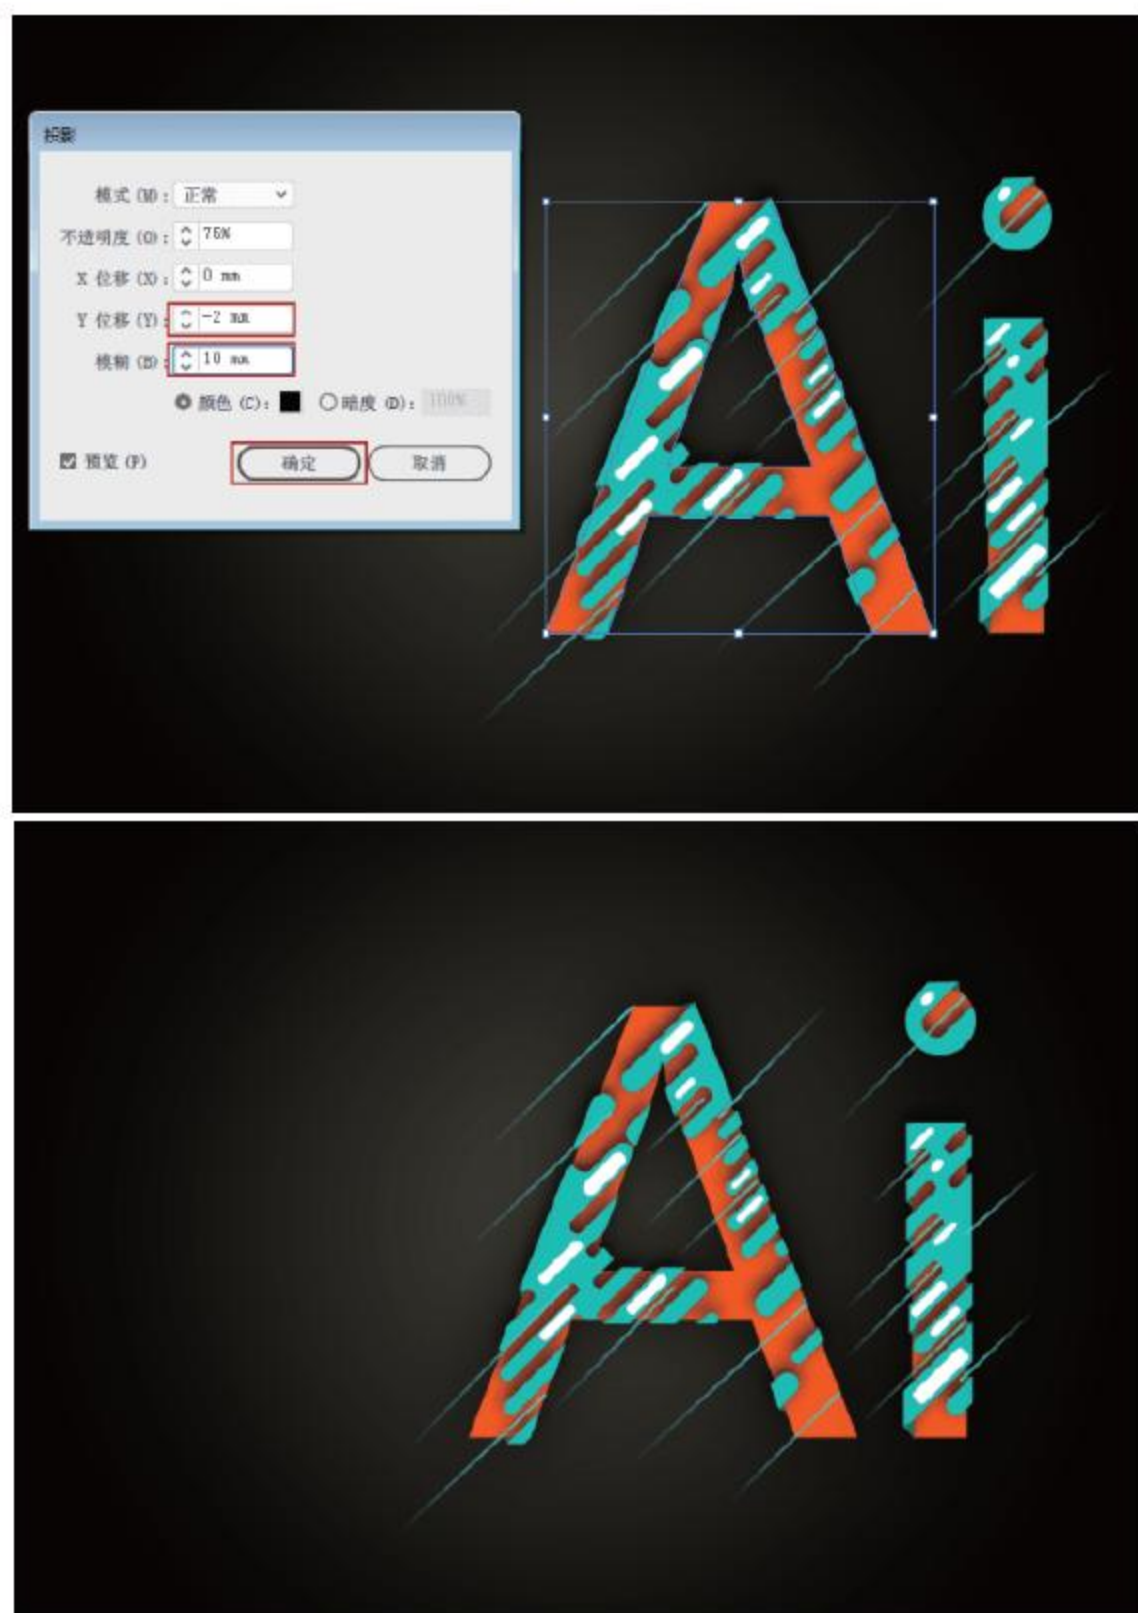 投影
模式 (M): 正常
不透明度 (O): 75%
X 位移 (X): 0 mm
Y 位移 (Y): -2 mm
模糊 (B): 10 mm
颜色 (C): 暗度 (D): 100%
预览 (P) 确定 取消
Ai
Ai